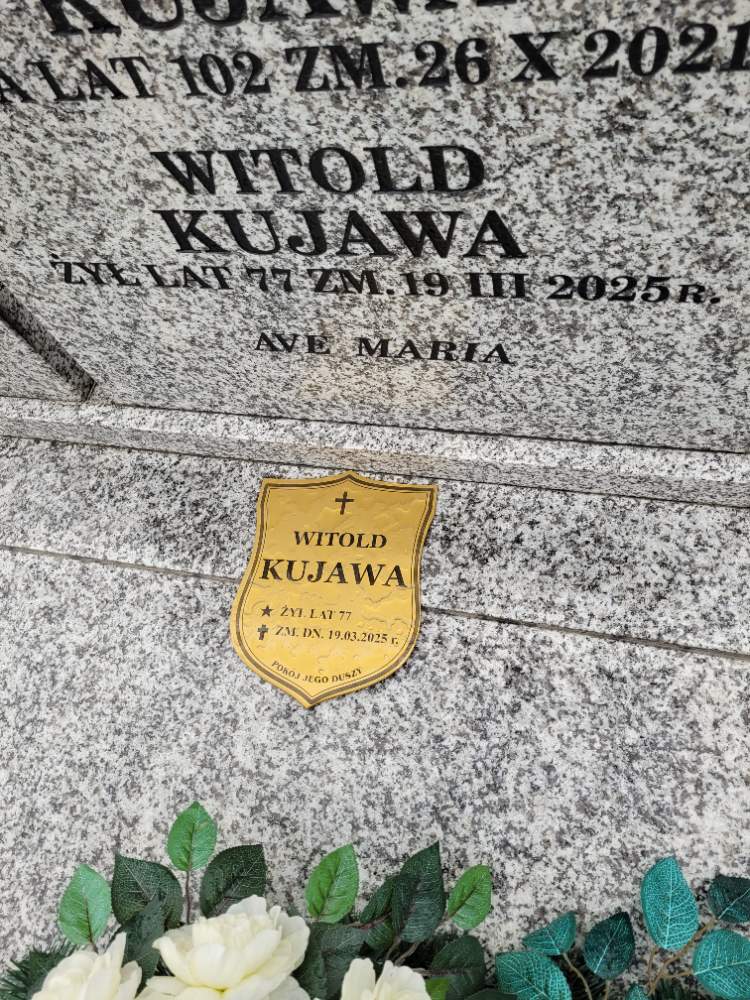 KUJAWA
A LAT 102 ZM. 26 X 2021
WITOLD
KUJAWA
ŻYŁ LAT 77 ZM. 19 III 2025 R.
AVE MARIA
WITOLD
KUJAWA
ŻYŁ LAT 77
ZM. DN. 19.03.2025 r.
POKÓJ JEGO DUSZY